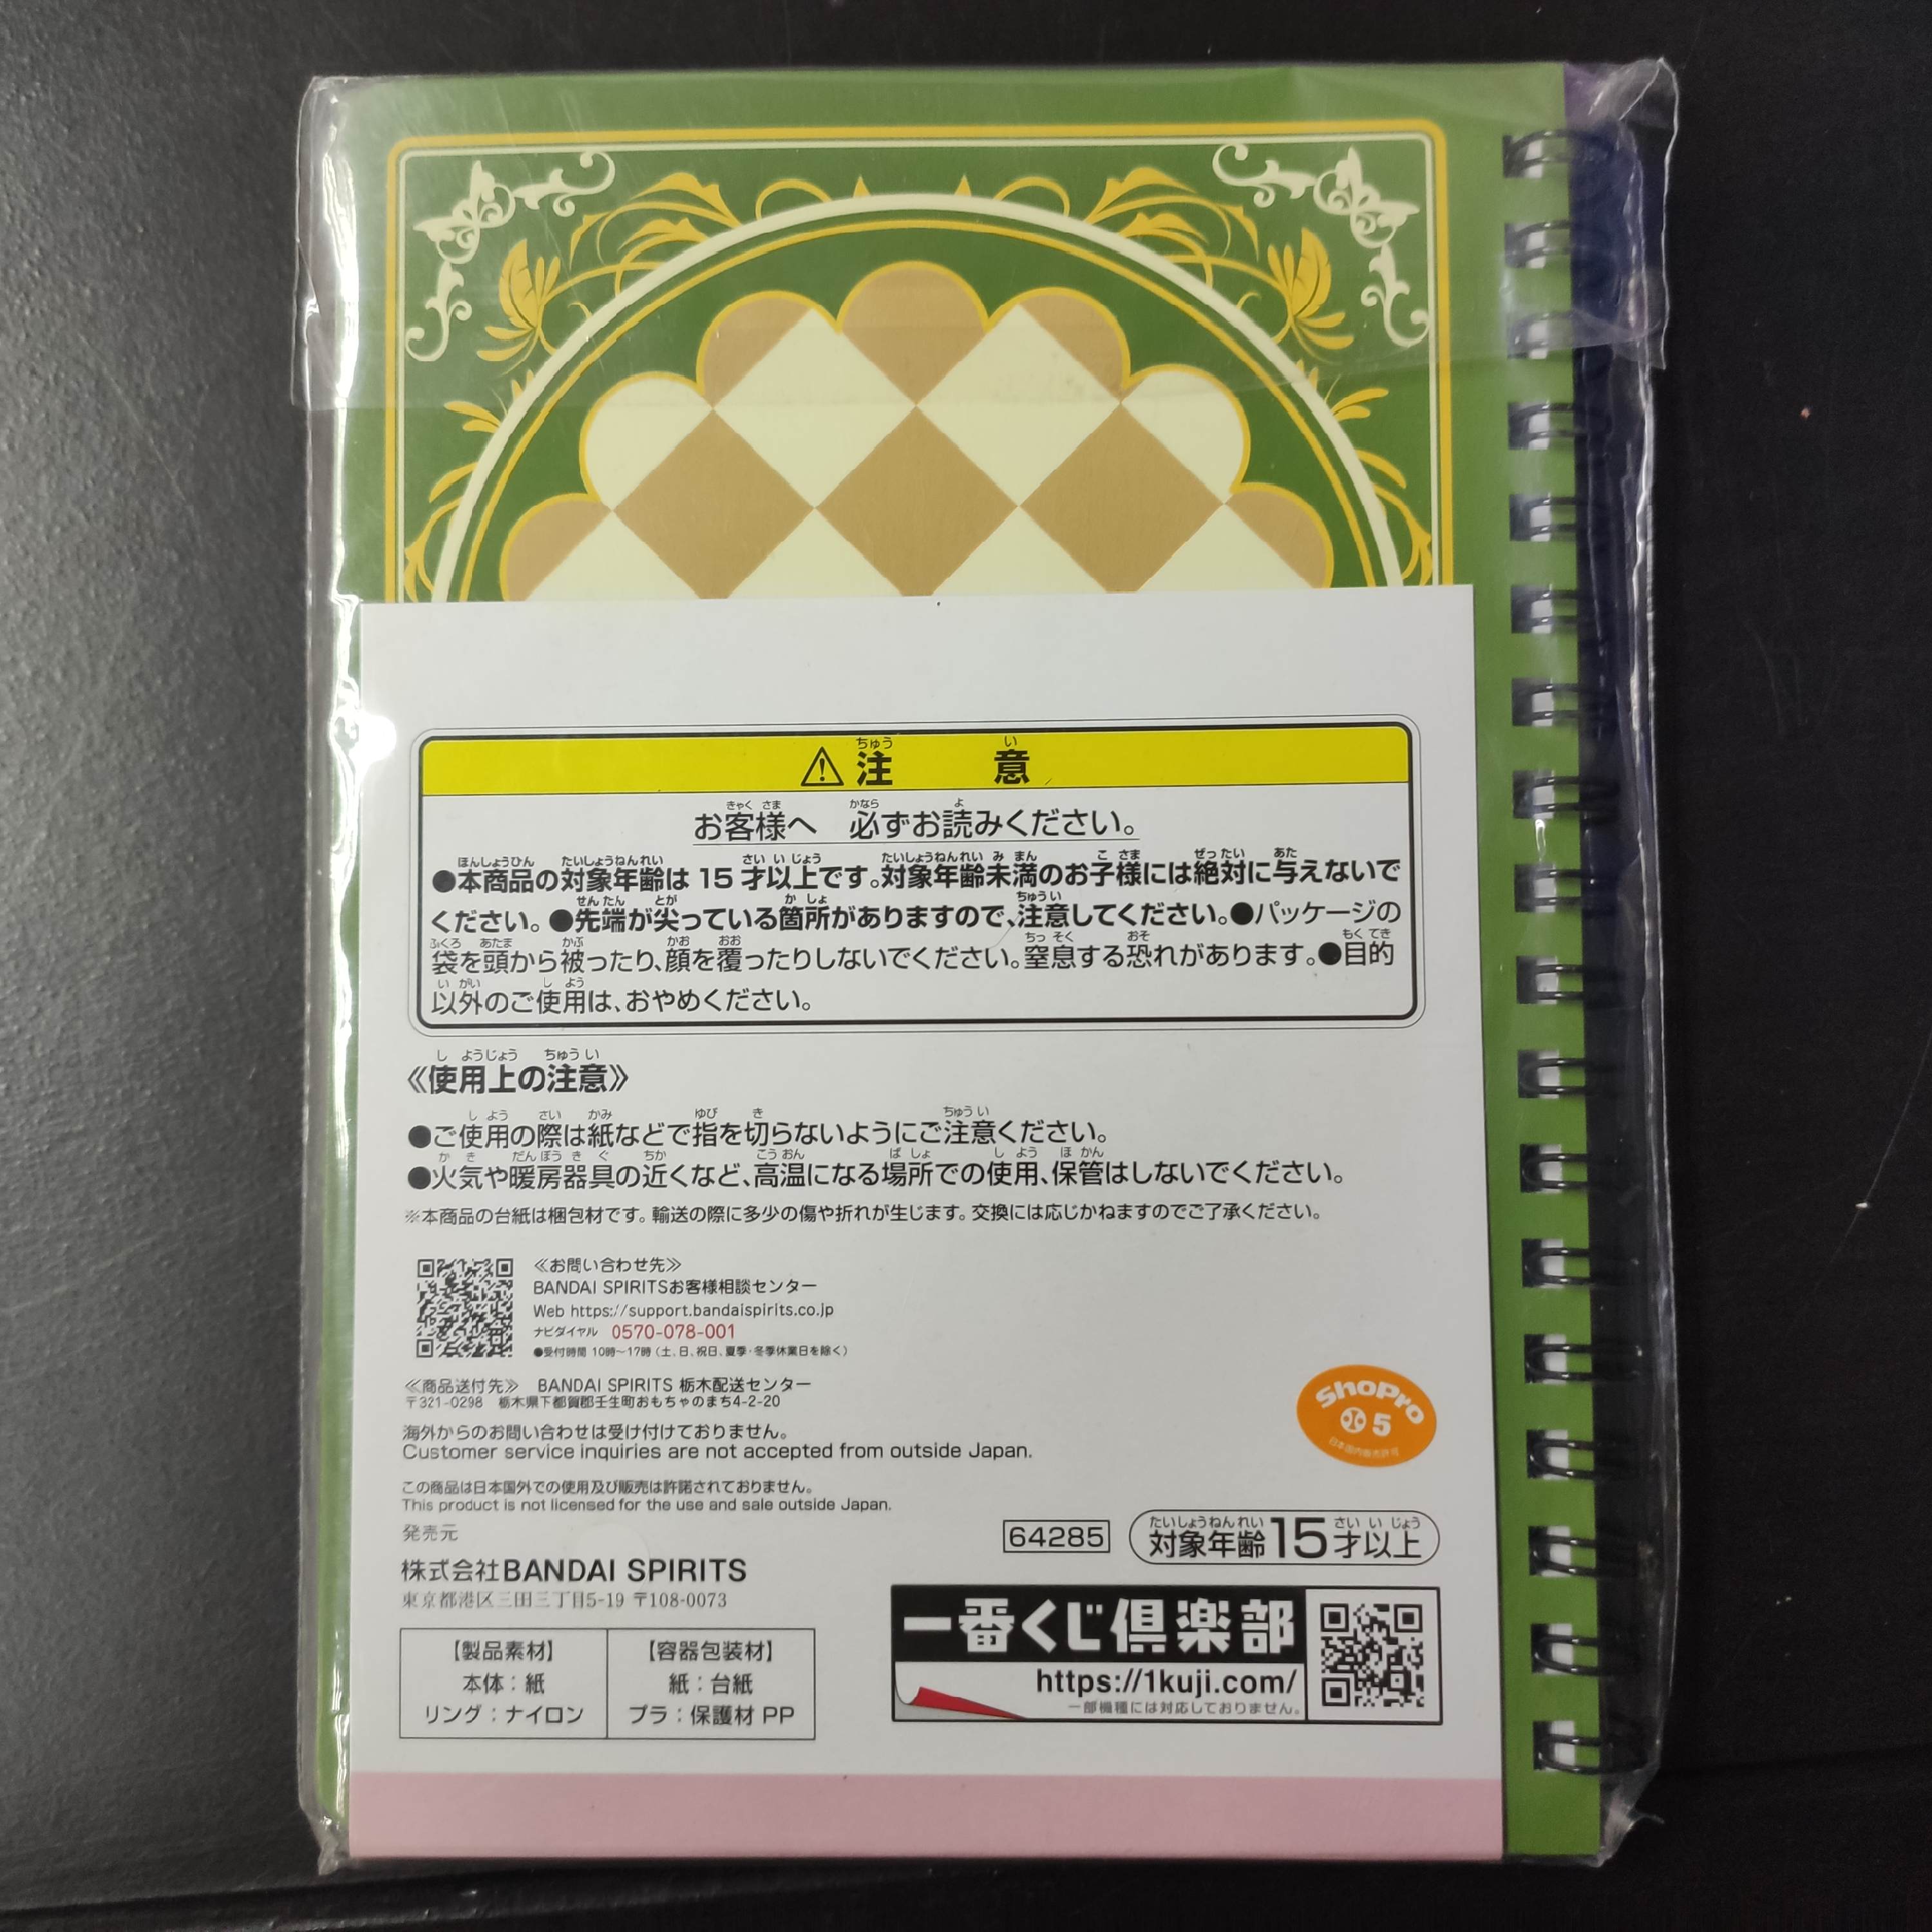 注意
お客様へ 必ずお読みください。
●本商品の対象年齢は15才以上です。対象年齢未満のお子様には絶対に与えないで
ください。●先端が尖っている箇所がありますので、注意してください。●パッケージの
袋を頭から被ったり、顔を覆ったりしないでください。窒息する恐れがあります。●目的
以外のご使用は、おやめください。
《使用上の注意》
●ご使用の際は紙などで指を切らないようにご注意ください。
●火気や暖房器具の近くなど、高温になる場所での使用、保管はしないでください。
※本商品の台紙は梱包材です。輸送の際に多少の傷や折れが生じます。交換には応じかねますのでご了承ください。
≪お問い合わせ先≫
BANDAI SPIRITSお客様相談センター
Web https://support.bandaispirits.co.jp
ナビダイヤル 0570-078-001
●受付時間 10時~17時(土、日、祝日、夏季・冬季休業日を除く)
≪商品送付先≫ BANDAI SPIRITS 栃木配送センター
〒321-0298 栃木県下都賀郡壬生町おもちゃのまち4-2-20
海外からのお問い合わせは受け付けておりません。
Customer service inquiries are not accepted from outside Japan.
ShoPro
小5
日本国内販売許可
この商品は日本国外での使用及び販売は許諾されておりません。
This product is not licensed for the use and sale outside Japan.
発売元
株式会社BANDAI SPIRITS
東京都港区三田三丁目5-19 〒108-0073
64285
対象年齢15才以上
【製品素材】
本体:紙
リング:ナイロン
【容器包装材】
紙:台紙
プラ:保護材 PP
一番くじ倶楽部
https://1kuji.com/
一部機種には対応しておりません。